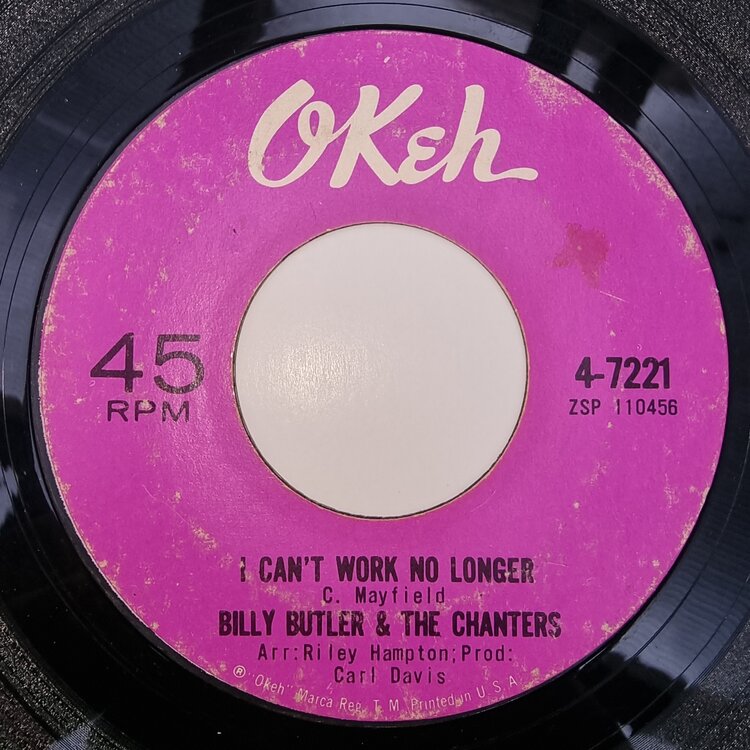 OKeh
45
RPM
4-7221
ZSP 110456
I CAN'T WORK NO LONGER
C. Mayfield
BILLY BUTLER & THE CHANTERS
Arr:Riley Hampton;Prod:
Carl Davis
® "Okeh" Marca Reg. T. M. Printed in U. S. A.